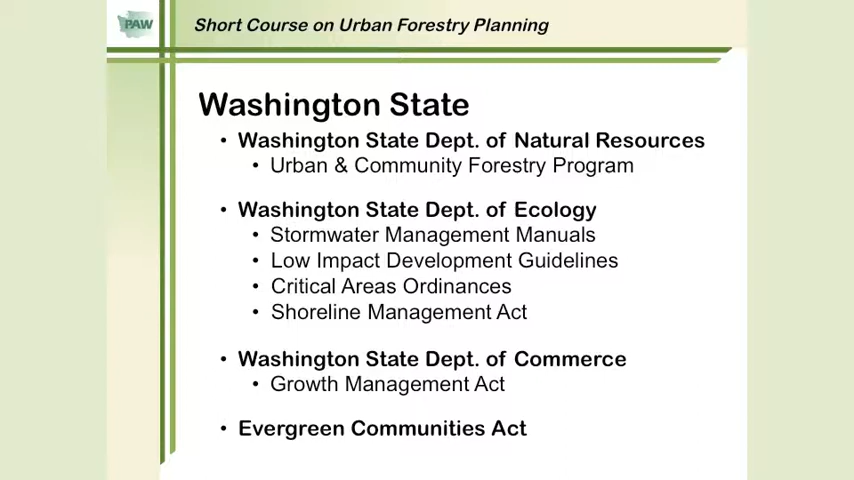 PAW
Short Course on Urban Forestry Planning
Washington State
• Washington State Dept. of Natural Resources
• Urban & Community Forestry Program
• Washington State Dept. of Ecology
• Stormwater Management Manuals
• Low Impact Development Guidelines
• Critical Areas Ordinances
• Shoreline Management Act
• Washington State Dept. of Commerce
• Growth Management Act
• Evergreen Communities Act